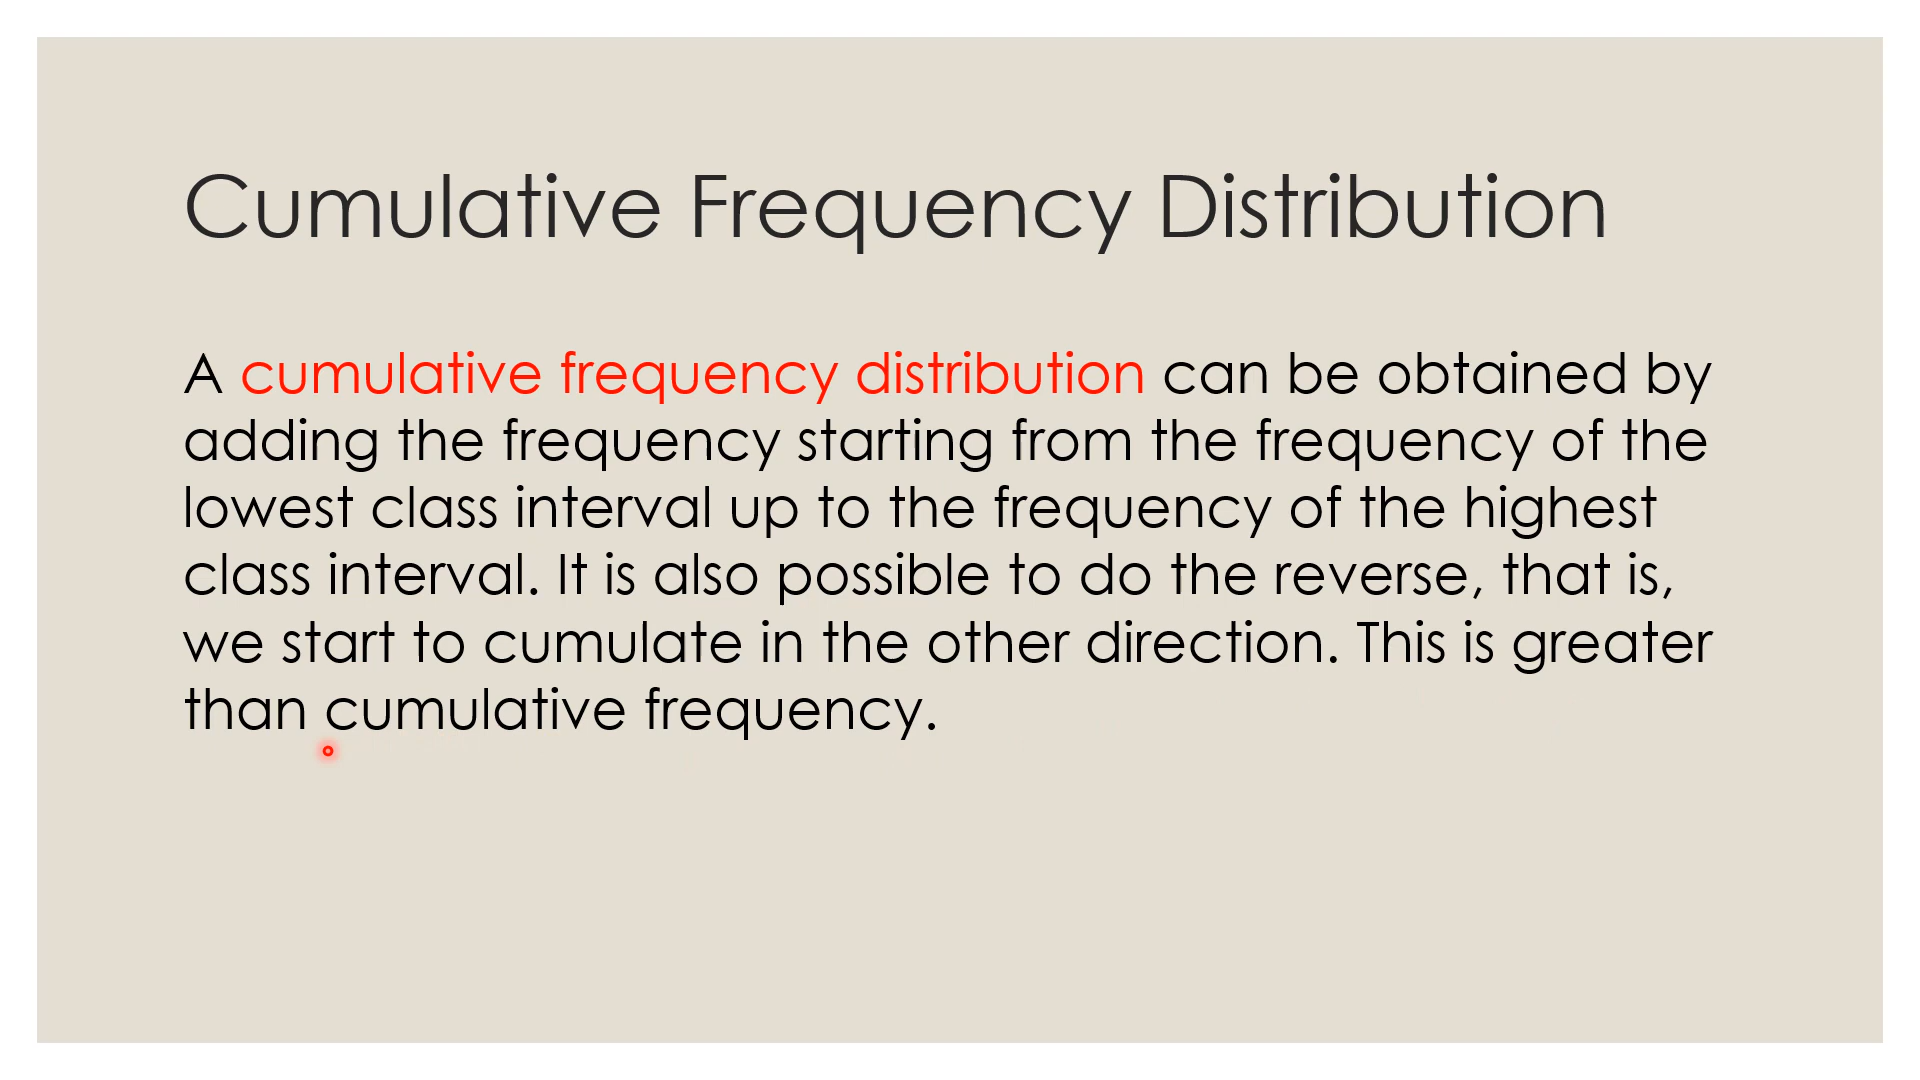 Cumulative Frequency Distribution
A cumulative frequency distribution can be obtained by
adding the frequency starting from the frequency of the
lowest class interval up to the frequency of the highest
class interval. It is also possible to do the reverse, that is,
we start to cumulate in the other direction. This is greater
than cumulative frequency.